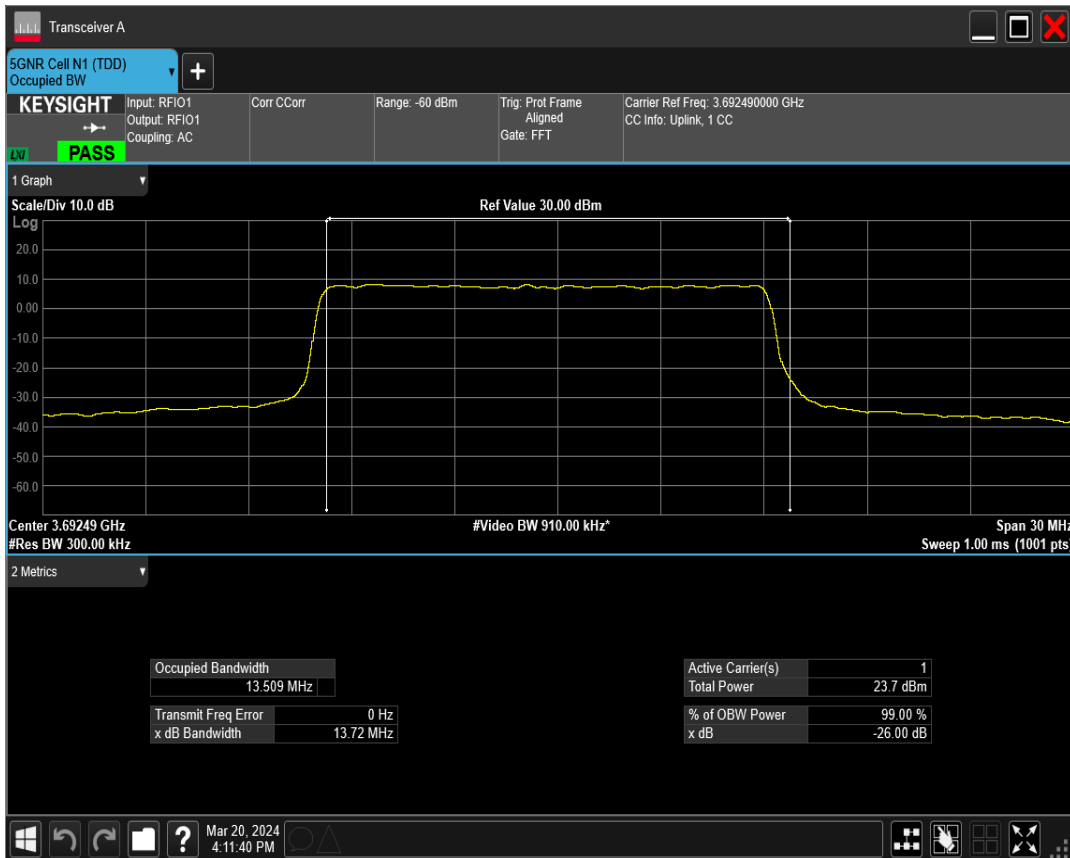 Transceiver A
5GNR Cell N1 (TDD)
Occupied BW
+
KEYSIGHT
LXI
PASS
Input: RFIO1
Output: RFIO1
Coupling: AC
Corr CCorr
Range: -60 dBm
Trig: Prot Frame
Aligned
Gate: FFT
Carrier Ref Freq: 3.692490000 GHz
CC Info: Uplink, 1 CC
1 Graph
Scale/Div 10.0 dB
Ref Value 30.00 dBm
Log
20.0
10.0
0.00
-10.0
-20.0
-30.0
-40.0
-50.0
-60.0
Center 3.69249 GHz
#Video BW 910.00 kHz*
Span 30 MHz
#Res BW 300.00 kHz
Sweep 1.00 ms (1001 pts)
2 Metrics
Occupied Bandwidth
13.509 MHz
Transmit Freq Error 0 Hz
x dB Bandwidth 13.72 MHz
Active Carrier(s) 1
Total Power 23.7 dBm
% of OBW Power 99.00 %
x dB -26.00 dB
?
Mar 20, 2024
4:11:40 PM